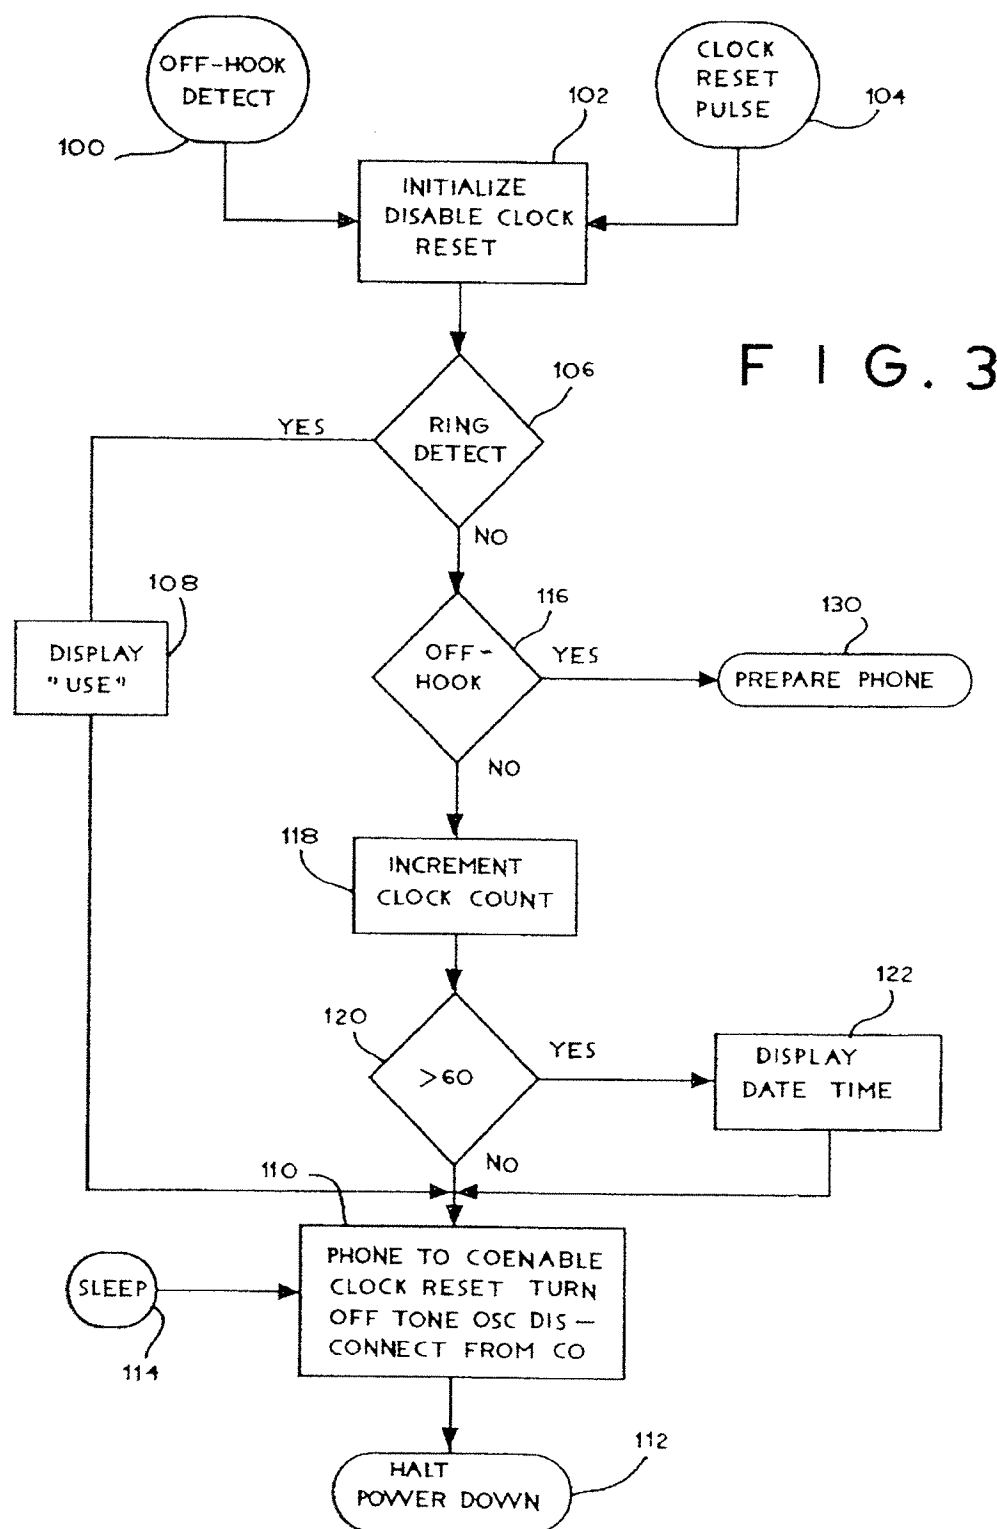 OFF-HOOK
DETECT
100
CLOCK
RESET
PULSE
104
102
INITIALIZE
DISABLE CLOCK
RESET
FIG. 3
106
RING
DETECT
YES
NO
108
DISPLAY
"USE"
116
OFF-
HOOK
YES
130
PREPARE PHONE
NO
118
INCREMENT
CLOCK COUNT
120
>60
YES
122
DISPLAY
DATE TIME
NO
110
PHONE TO COENABLE
CLOCK RESET TURN
OFF TONE OSC DIS-
CONNECT FROM CO
SLEEP
114
HALT
POWER DOWN
112